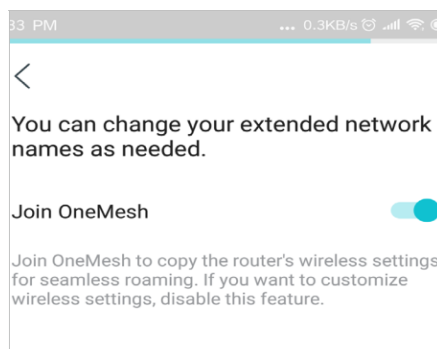 33 PM ... 0.3KB/s
You can change your extended network
names as needed.
Join OneMesh
Join OneMesh to copy the router's wireless settings
for seamless roaming. If you want to customize
wireless settings, disable this feature.